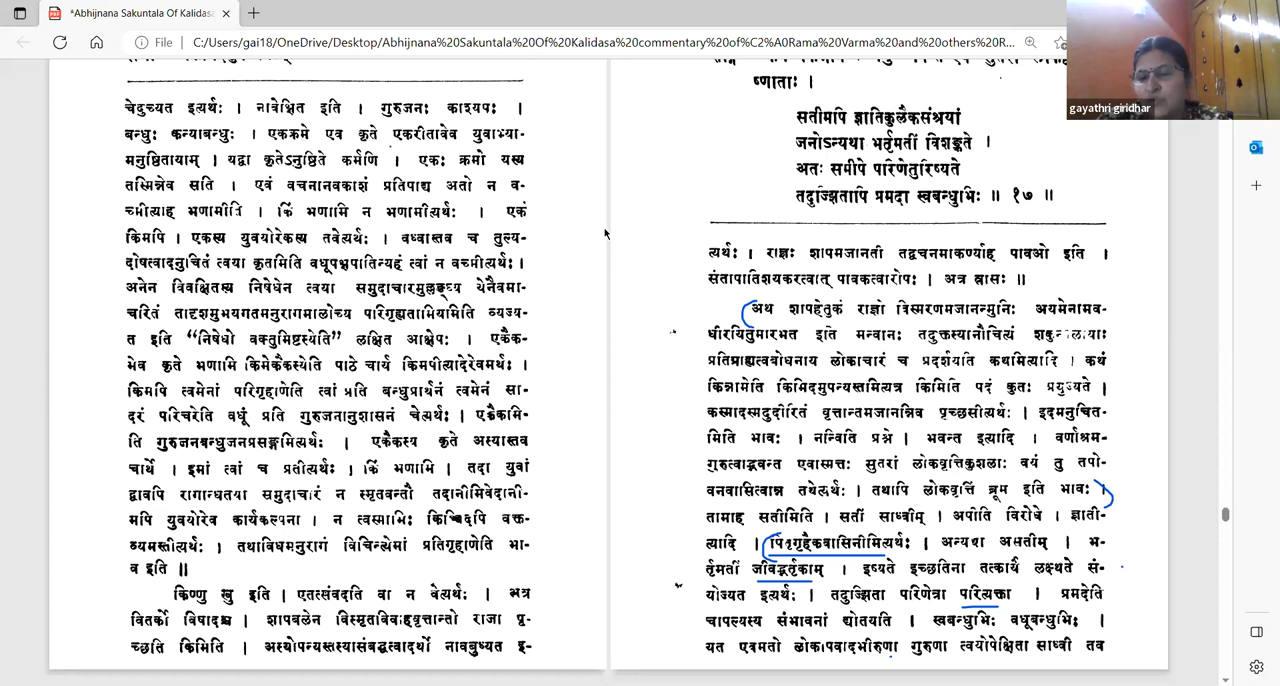 *Abhijnana Sakuntala Of Kalidasa
File
C:/Users/gai18/OneDrive/Desktop/Abhijnana%20Sakuntala%20Of%20Kalidasa%20commentary%20of%C2%A0Rama%20Varma%20and%20others%20R...
gayathri giridhar
चेदुच्यत इत्यर्थः । नावेक्षित इति । गुरुजनः काश्यपः ।
बन्धुः कन्याबन्धुः । एकक्रमे एव कृते एकरीतावेव युवाभ्या-
मनुष्ठितायाम् । यद्वा कृतेऽनुष्ठिते कर्मणि । एकः क्रमो यस्य
तस्मिन्नेव सति । एवं वचनानवकाशं प्रतिपाद्य अतो न व-
च्मीत्याह भणामीति । किं भणामि न भणामीत्यर्थः । एकं
किमपि । एकस्य युवयोरेकस्य तवेत्यर्थः । वध्वास्तव च तुल्य-
दोषत्वादनुचितं त्वया कृतमिति वधूपक्षपातिन्यहं त्वां न वच्मीत्यर्थः ।
अनेन विवक्षितस्य निषेधेन त्वया समुदाचारमुल्लङ्घ्य येनैवमा-
चरितं तादृशमुभयगतमनुरागमालोच्य परिगृह्यतामियमिति व्यज्य-
त इति “निषेधो वक्तुमिष्टस्येति” लक्षित आक्षेपः । एकैक-
मेव कृते भणामि किमेकैकस्येति पाठे चार्य किमपीत्यादेरेवमर्थः ।
किमपि त्वमेनां परिगृहाणेति त्वां प्रति बन्धुप्रार्थनं त्वमेनं सा-
दरं परिचरेति वधूं प्रति गुरुजनानुशासनं चेत्यर्थः । एकैकमि-
ति गुरुजनबन्धुजनप्रसङ्गमित्यर्थः । एकैकस्य कृते अस्यास्तव
चार्थे । इमां त्वां च प्रतीत्यर्थः । किं भणामि । तदा युवां
द्वावपि रागान्धतया समुदाचारं न स्मृतवन्तौ तदानीमिवेदानी-
मपि युवयोरेव कार्यकल्पना । न त्वस्माभिः किञ्चिदपि वक्त-
व्यमस्तीत्यर्थः । तथाविधमनुरागं विचिन्त्येमां प्रतिगृहाणेति भा-
व इति ॥
किण्णु खु इति । एतत्संवदति वा न वेत्यर्थः । अत्र
वितर्को विषादश्च । शापबलेन विस्मृतविवाहवृत्तान्तो राजा पृ-
च्छति किमिति । अस्योपन्यस्तस्यासंबद्धत्वादर्थो नावबुध्यत इ-
ष्णाताः ।
सतीमपि ज्ञातिकुलैकसंश्रयां
जनोऽन्यथा भर्तृमतीं विशङ्कते ।
अतः समीपे परिणेतुरिष्यते
तदुज्झितापि प्रमदा स्वबन्धुभिः ॥ १७ ॥
त्यर्थः । राज्ञः शापमजानती तद्वचनमाकर्ण्याह पावओ इति ।
संतापातिशयकरत्वात् पावकत्वारोपः । अत्र त्रासः ॥
अथ शापहेतुकं राज्ञो विस्मरणमजानन्मुनिः अयमेनामव-
धीरयितुमारभत इति मन्वानः तदुक्तस्यानौचित्यं शकुन्तलायाः
प्रतिग्राह्यत्वबोधनाय लोकाचारं च प्रदर्शयति कथमित्यादि । कथं
किन्नामेति किमिदमुपन्यस्तमित्यत्र किमिति पदं कुतः प्रयुज्यते ।
कस्मादस्मदुदीरितं वृत्तान्तमजानन्निव पृच्छसीत्यर्थः । इदमनुचित-
मिति भावः । नन्विति प्रश्ने । भवन्त इत्यादि । वर्णाश्रम-
गुरुत्वाद्भवन्त एवास्मत्तः सुतरां लोकवृत्तिकुशलाः वयं तु तपो-
वनवासित्वान्न तथेत्यर्थः । तथापि लोकवृत्तिं ब्रूम इति भावः ।
तामाह सतीमिति । सतीं साध्वीम् । अपीति विरोधे । ज्ञाती-
त्यादि । पितृगृहैकवासिनीमित्यर्थः । अन्यथा असतीम् । भ-
र्तृमतीं जीवद्भर्तृकाम् । इष्यते इच्छतिना तत्कार्यं लक्ष्यते सं-
योज्यत इत्यर्थः । तदुज्झिता परिणेत्रा परित्यक्ता । प्रमदेति
चापल्यस्य संभावनां द्योतयति । स्वबन्धुभिः वधूबन्धुभिः ।
यत एवमतो लोकापवादभीरुणा गुरुणा त्वयोपेक्षिता साध्वी तव